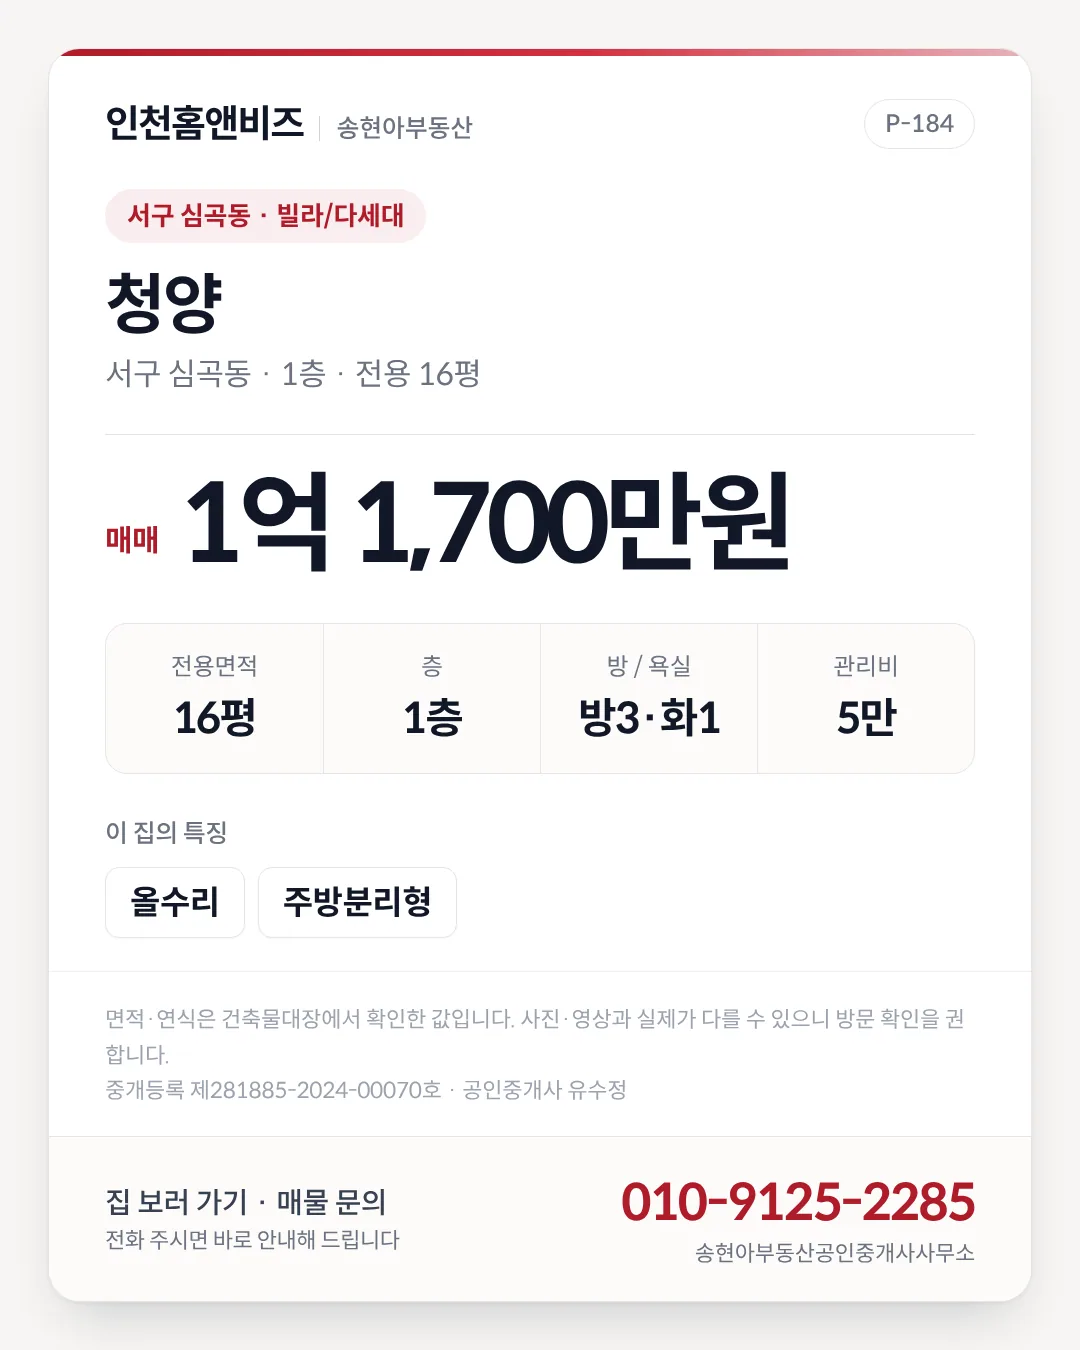 인천홈앤비즈 | 송현아부동산
P-184
서구 심곡동 · 빌라/다세대
청양
서구 심곡동 · 1층 · 전용 16평
매매 1억 1,700만원
전용면적 층 방 / 욕실 관리비
16평 1층 방3·화1 5만
이 집의 특징
올수리 주방분리형
면적·연식은 건축물대장에서 확인한 값입니다. 사진·영상과 실제가 다를 수 있으니 방문 확인을 권
합니다.
중개등록 제281885-2024-00070호 · 공인중개사 유수정
집 보러 가기 · 매물 문의
전화 주시면 바로 안내해 드립니다
010-9125-2285
송현아부동산공인중개사사무소